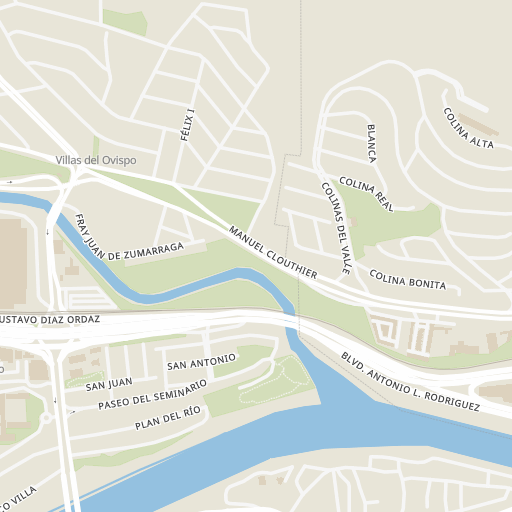 FÉLIX I
COLINA ALTA
BLANCA
Villas del Ovispo
COLINA REAL
COLINAS DEL VALLE
FRAY JUAN DE ZUMARRAGA
MANUEL CLOUTHIER
COLINA BONITA
USTAVO DIAZ ORDAZ
BLVD. ANTONIO L. RODRIGUEZ
SAN ANTONIO
SAN JUAN
PASEO DEL SEMINARIO
PLAN DEL RÍO
CO VILLA